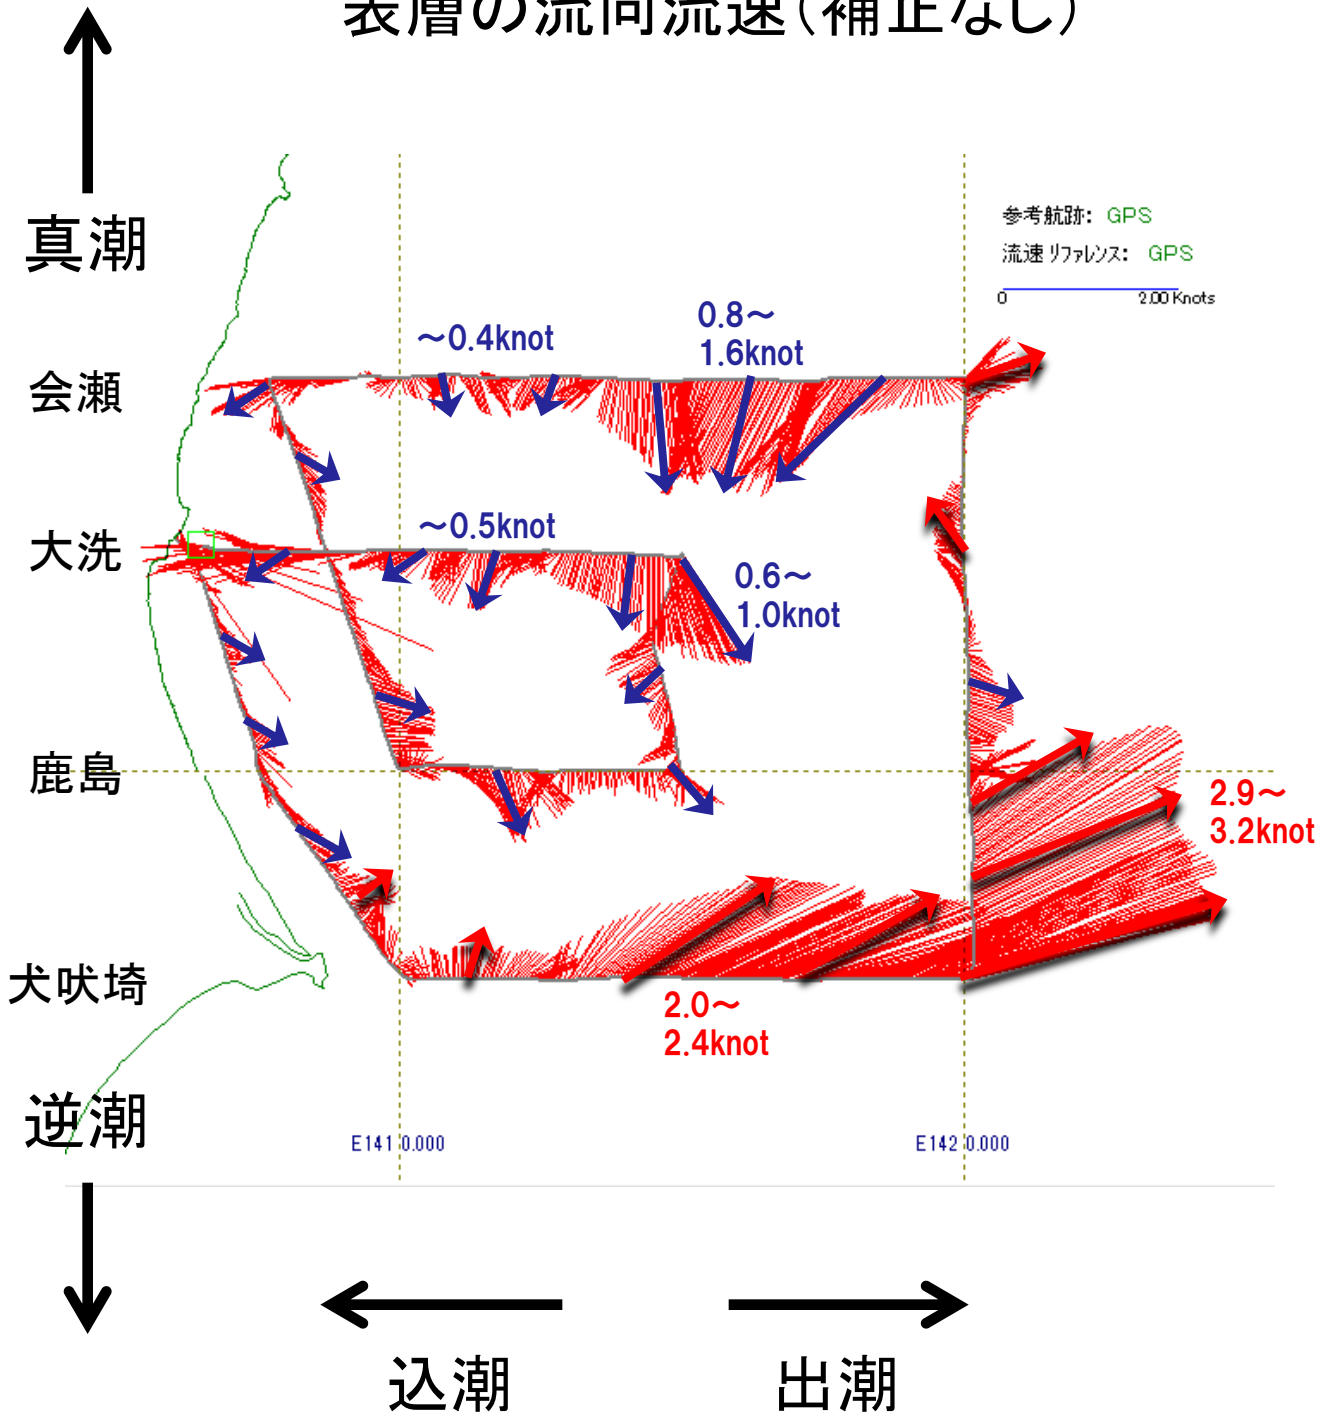 表層の流向流速（補正なし）
真潮
参考航跡： GPS
流速 リファレンス： GPS
0 2.00 Knots
～0.4knot
0.8～
1.6knot
会瀬
～0.5knot
大洗
0.6～
1.0knot
鹿島
2.9～
3.2knot
犬吠埼
2.0～
2.4knot
逆潮
E141 0.000
E142 0.000
込潮
出潮